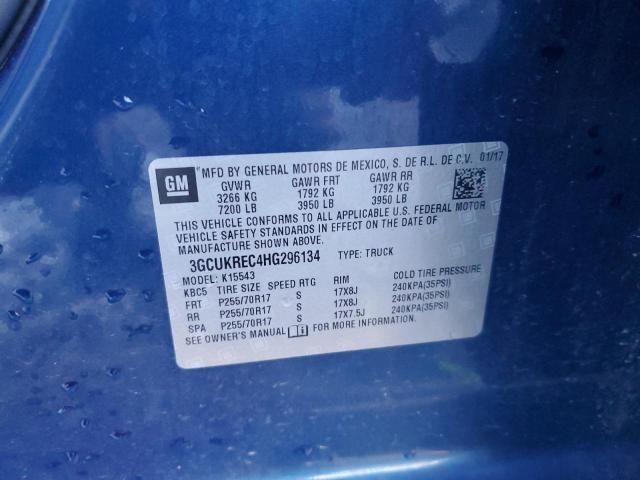 GM
MFD BY GENERAL MOTORS DE MEXICO, S. DE R.L. DE C.V. 01/17
GVWR GAWR FRT GAWR RR
3266 KG 1792 KG 1792 KG
7200 LB 3950 LB 3950 LB
THIS VEHICLE CONFORMS TO ALL APPLICABLE U.S. FEDERAL MOTOR
VEHICLE SAFETY STANDARDS IN EFFECT ON THE DATE OF
MANUFACTURE SHOWN ABOVE.
3GCUKREC4HG296134 TYPE: TRUCK
MODEL: K15543
KBC5 TIRE SIZE SPEED RTG RIM COLD TIRE PRESSURE
FRT P255/70R17 S 17X8J 240KPA(35PSI)
RR P255/70R17 S 17X8J 240KPA(35PSI)
SPA P255/70R17 S 17X7.5J 240KPA(35PSI)
SEE OWNER'S MANUAL FOR MORE INFORMATION.